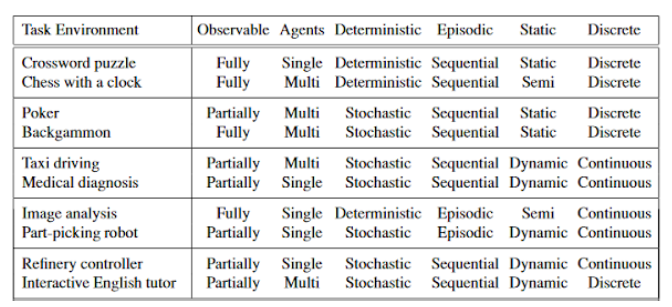 Task Environment Observable Agents Deterministic Episodic Static Discrete
Crossword puzzle Fully Single Deterministic Sequential Static Discrete
Chess with a clock Fully Multi Deterministic Sequential Semi Discrete
Poker Partially Multi Stochastic Sequential Static Discrete
Backgammon Fully Multi Stochastic Sequential Static Discrete
Taxi driving Partially Multi Stochastic Sequential Dynamic Continuous
Medical diagnosis Partially Single Stochastic Sequential Dynamic Continuous
Image analysis Fully Single Deterministic Episodic Semi Continuous
Part-picking robot Partially Single Stochastic Episodic Dynamic Continuous
Refinery controller Partially Single Stochastic Sequential Dynamic Continuous
Interactive English tutor Partially Multi Stochastic Sequential Dynamic Discrete